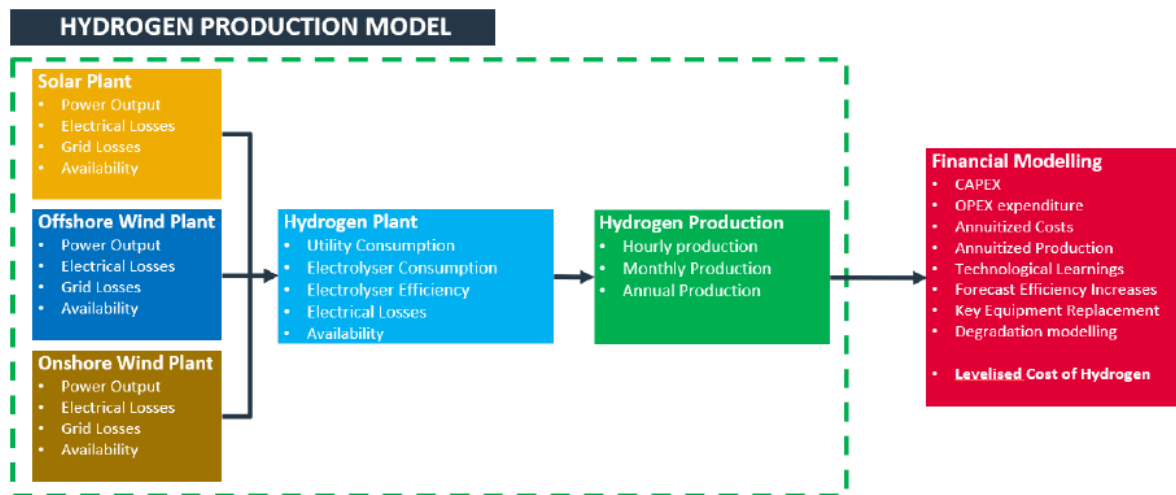 HYDROGEN PRODUCTION MODEL
Solar Plant
• Power Output
• Electrical Losses
• Grid Losses
• Availability
Offshore Wind Plant
• Power Output
• Electrical Losses
• Grid Losses
• Availability
Onshore Wind Plant
• Power Output
• Electrical Losses
• Grid Losses
• Availability
Hydrogen Plant
• Utility Consumption
• Electrolyser Consumption
• Electrolyser Efficiency
• Electrical Losses
• Availability
Hydrogen Production
• Hourly production
• Monthly Production
• Annual Production
Financial Modelling
• CAPEX
• OPEX expenditure
• Annuitized Costs
• Annuitized Production
• Technological Learnings
• Forecast Efficiency Increases
• Key Equipment Replacement
• Degradation modelling
• Levelised Cost of Hydrogen